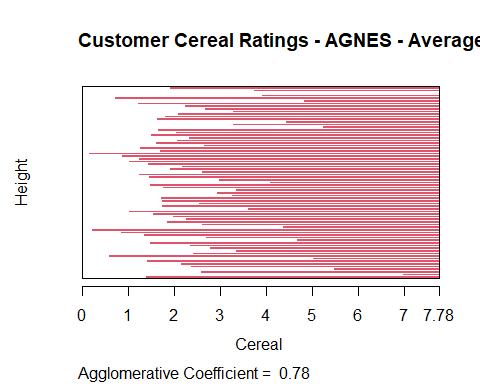 Customer Cereal Ratings - AGNES - Average
Height
0 1 2 3 4 5 6 7 7.78
Cereal
Agglomerative Coefficient = 0.78